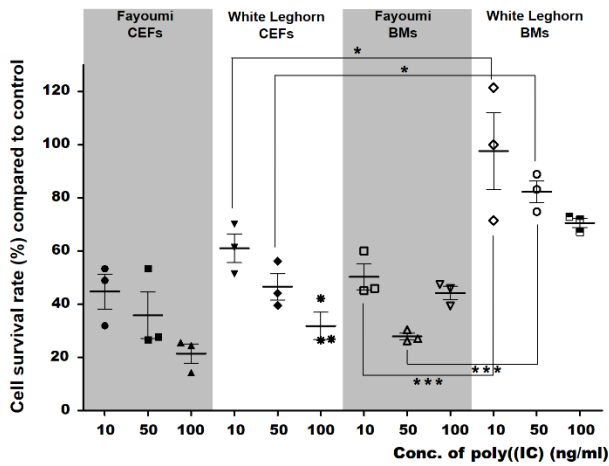 Fayoumi White Leghorn Fayoumi White Leghorn
CEFs CEFs BMs BMs
*
*
Cell survival rate (%) compared to control
120
100
80
60
40
20
0
***
***
10 50 100 10 50 100 10 50 100 10 50 100
Conc. of poly((IC) (ng/ml)